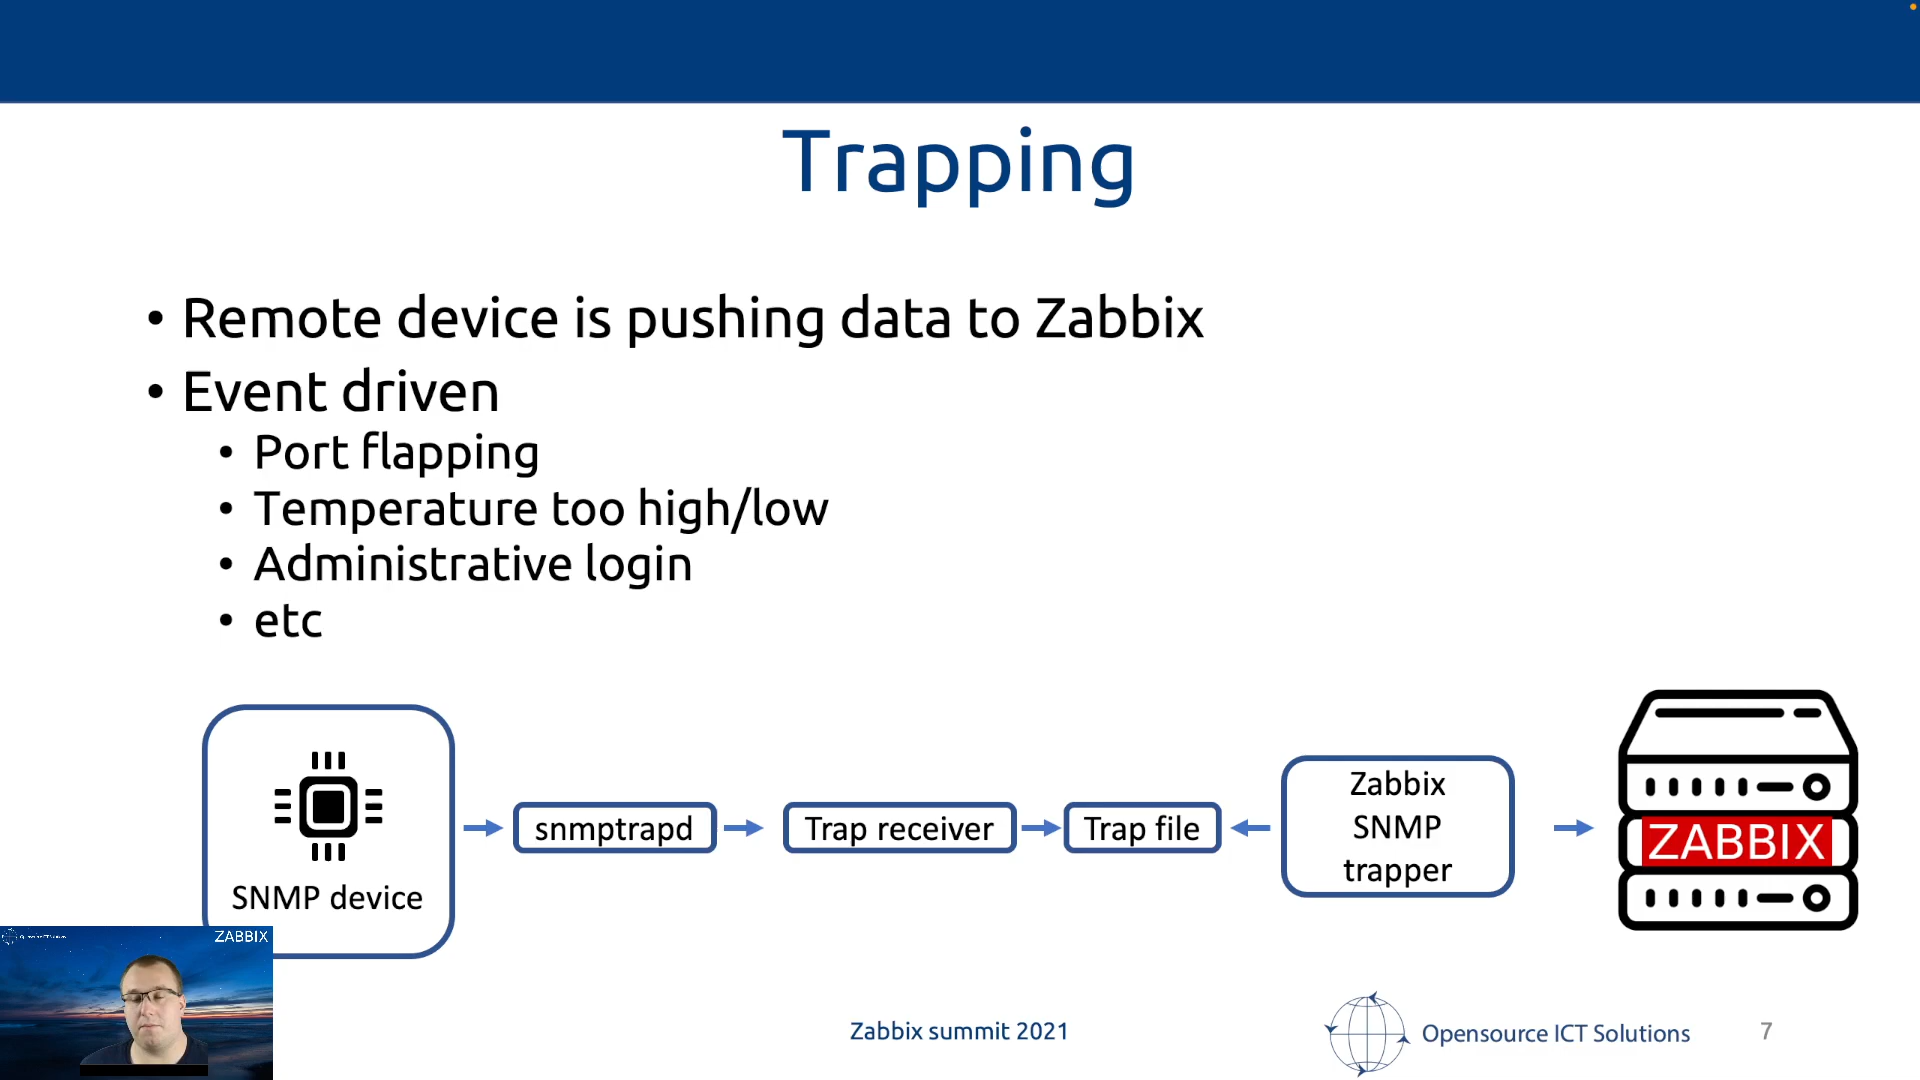 Trapping
• Remote device is pushing data to Zabbix
• Event driven
• Port flapping
• Temperature too high/low
• Administrative login
• etc
SNMP device
snmptrapd
Trap receiver
Trap file
Zabbix
SNMP
trapper
ZABBIX
ZABBIX
Zabbix summit 2021
Opensource ICT Solutions
7